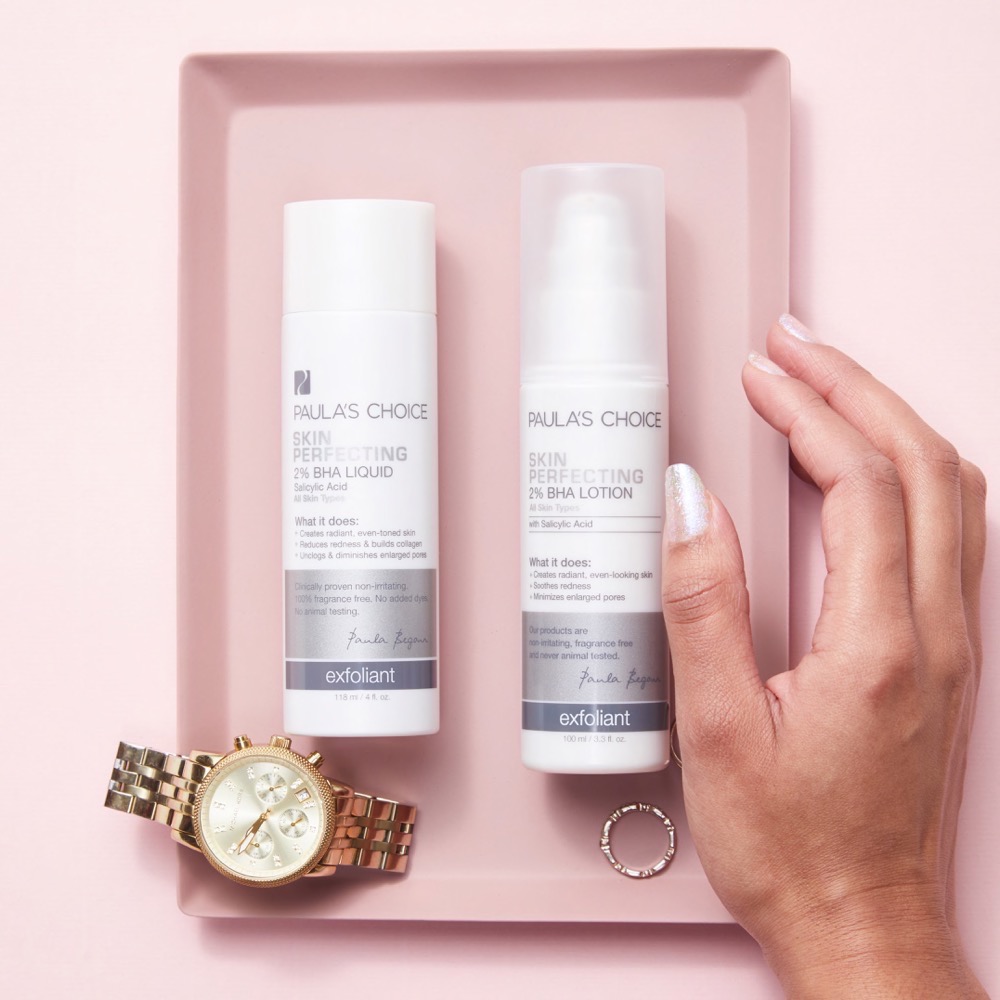 PAULA'S CHOICE
SKIN
PERFECTING
2% BHA LIQUID
Salicylic Acid
All Skin Types
What it does:
+ Creates radiant, even-toned skin
+ Reduces redness & builds collagen
+ Unclogs & diminishes enlarged pores
Clinically proven non-irritating.
100% fragrance free. No added dyes.
No animal testing.
Paula Begoun
exfoliant
118 ml / 4 fl. oz.
PAULA'S CHOICE
SKIN
PERFECTING
2% BHA LOTION
All Skin Types
with Salicylic Acid
What it does:
+ Creates radiant, even-looking skin
+ Soothes redness
+ Minimizes enlarged pores
Our products are
non-irritating, fragrance free
and never animal tested.
Paula Begoun
exfoliant
100 ml / 3.3 fl. oz.